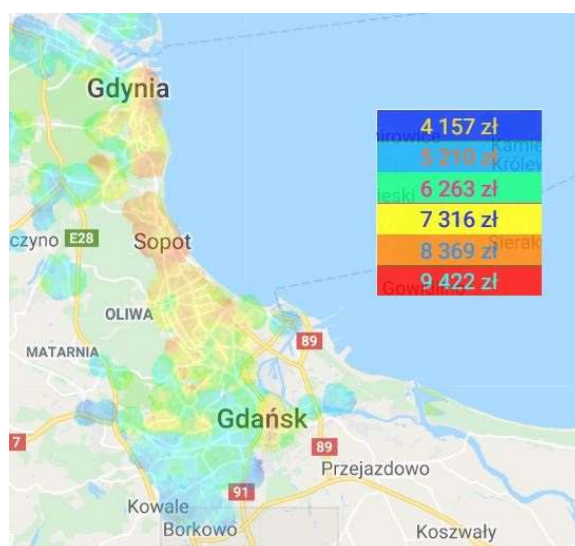 Gdynia
4 157 zł
5 210 zł
6 263 zł
7 316 zł
8 369 zł
9 422 zł
czyno
E28
Sopot
OLIWA
MATARNIA
89
7
Gdańsk
89
Przejazdowo
91
Kowale
Borkowo
Koszwały